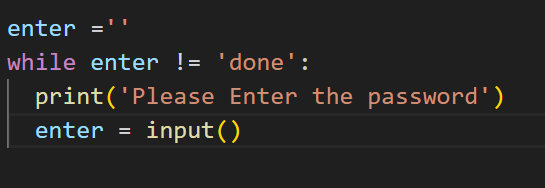 enter =''
while enter != 'done':
  print('Please Enter the password')
  enter = input()